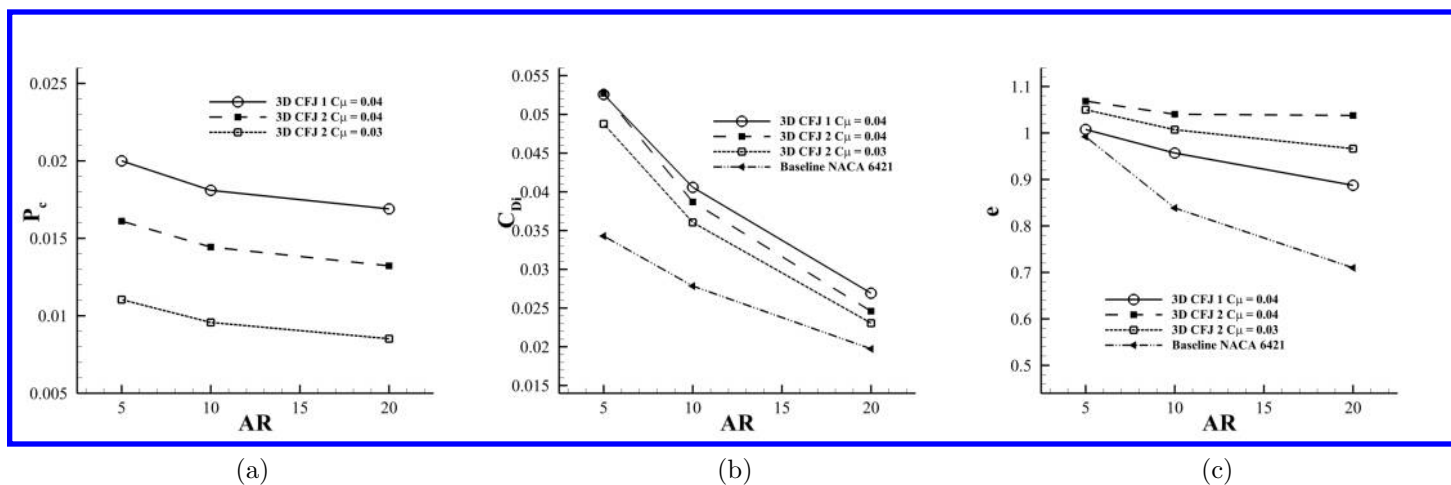 0.025
0.02
0.015
0.01
0.005
P_c
3D CFJ 1 Cμ = 0.04
3D CFJ 2 Cμ = 0.04
3D CFJ 2 Cμ = 0.03
5 10 15 20
AR
(a)
0.055
0.05
0.045
0.04
0.035
0.03
0.025
0.02
0.015
C_Di
3D CFJ 1 Cμ = 0.04
3D CFJ 2 Cμ = 0.04
3D CFJ 2 Cμ = 0.03
Baseline NACA 6421
5 10 15 20
AR
(b)
1.1
1
0.9
0.8
0.7
0.6
0.5
e
3D CFJ 1 Cμ = 0.04
3D CFJ 2 Cμ = 0.04
3D CFJ 2 Cμ = 0.03
Baseline NACA 6421
5 10 15 20
AR
(c)